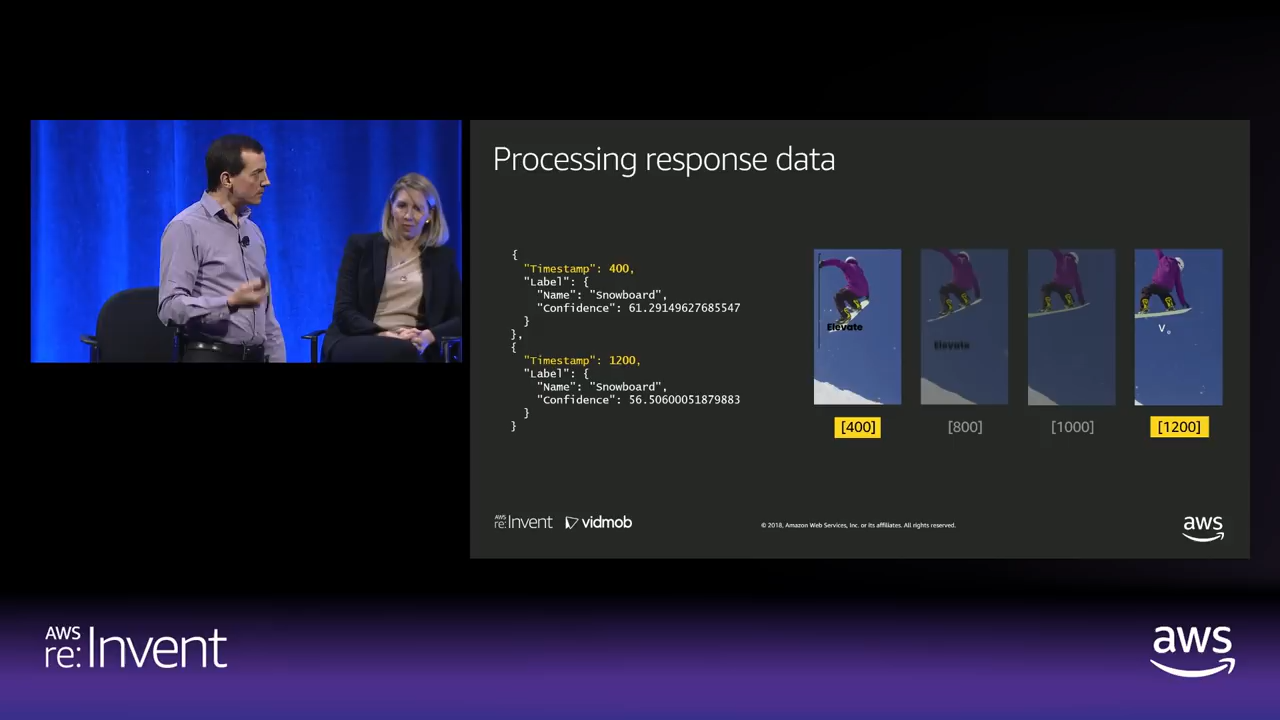 Processing response data
{
"Timestamp": 400,
"Label": {
"Name": "Snowboard",
"Confidence": 61.29149627685547
}
},
{
"Timestamp": 1200,
"Label": {
"Name": "Snowboard",
"Confidence": 56.50600051879883
}
}
Elevate
Elevate
V.
[400]
[800]
[1000]
[1200]
AWS
re:Invent
vidmob
© 2018, Amazon Web Services, Inc. or its affiliates. All rights reserved.
aws
AWS
re:Invent
aws